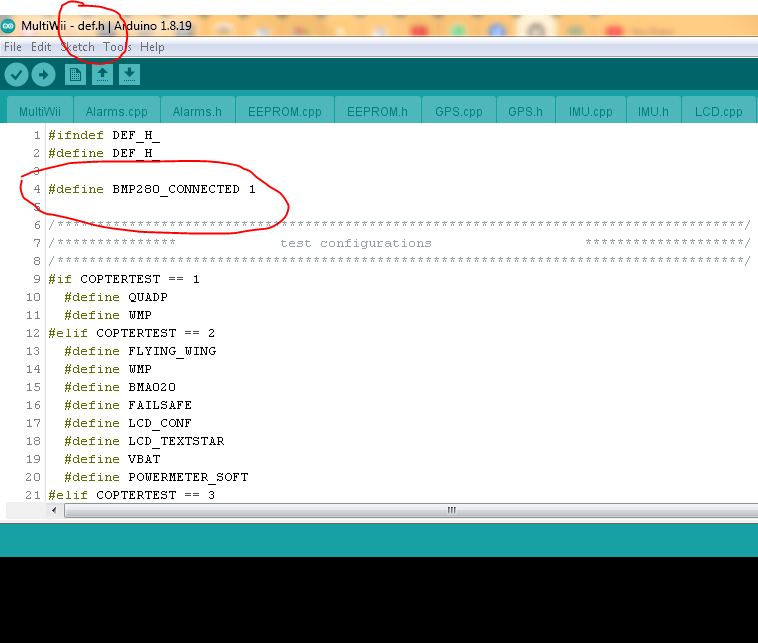 MultiWii - def.h | Arduino 1.8.19
File Edit Sketch Tools Help
MultiWii Alarms.cpp Alarms.h EEPROM.cpp EEPROM.h GPS.cpp GPS.h IMU.cpp IMU.h LCD.cpp
1 #ifndef DEF_H_
2 #define DEF_H_
3
4 #define BMP280_CONNECTED 1
5
6 /**************************************************************************************/
7 /***************             test configurations                   ********************/
8 /**************************************************************************************/
9 #if COPTERTEST == 1
10   #define QUADP
11   #define WMP
12 #elif COPTERTEST == 2
13   #define FLYING_WING
14   #define WMP
15   #define BMA020
16   #define FAILSAFE
17   #define LCD_CONF
18   #define LCD_TEXTSTAR
19   #define VBAT
20   #define POWERMETER_SOFT
21 #elif COPTERTEST == 3